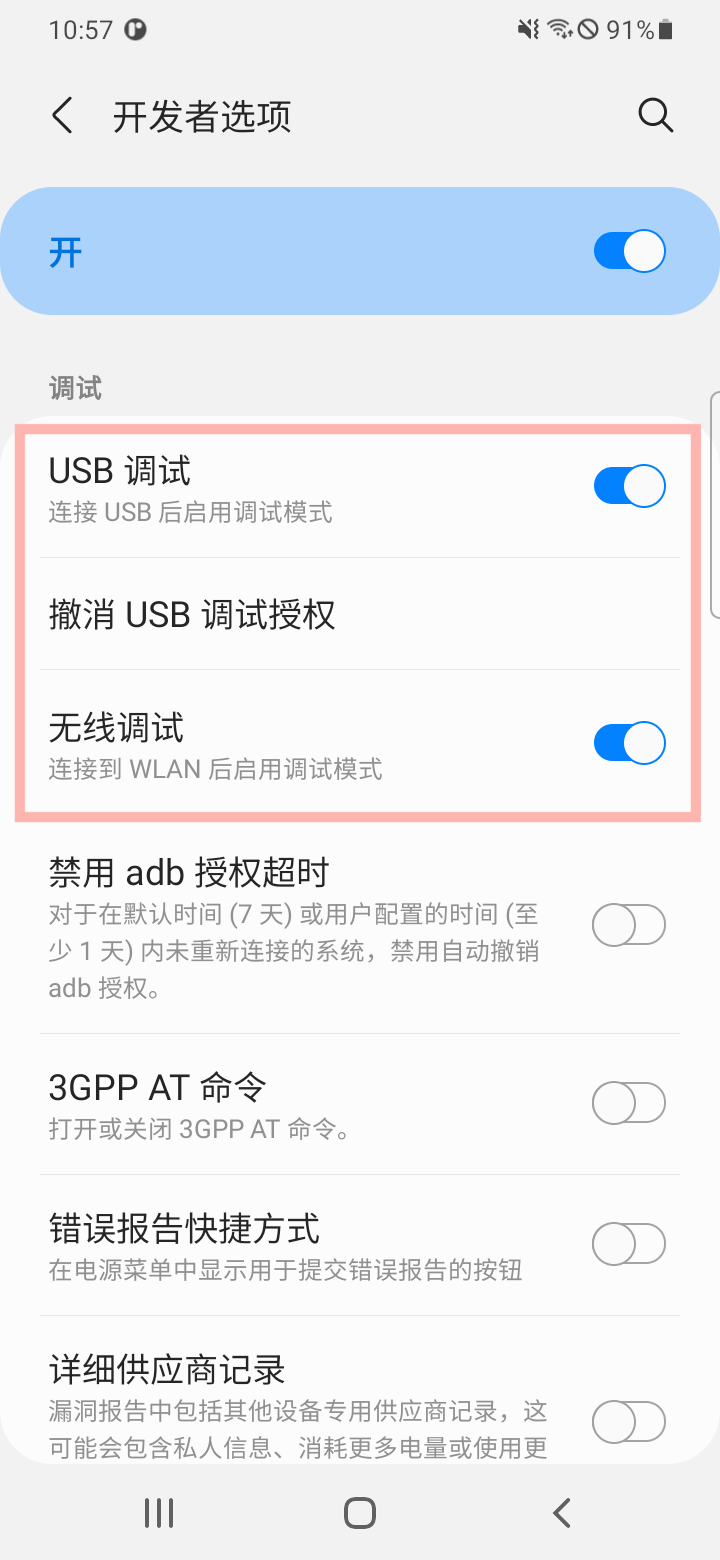 10:57
91%
开发者选项
开
调试
USB 调试
连接 USB 后启用调试模式
撤消 USB 调试授权
无线调试
连接到 WLAN 后启用调试模式
禁用 adb 授权超时
对于在默认时间 (7 天) 或用户配置的时间 (至
少 1 天) 内未重新连接的系统，禁用自动撤销
adb 授权。
3GPP AT 命令
打开或关闭 3GPP AT 命令。
错误报告快捷方式
在电源菜单中显示用于提交错误报告的按钮
详细供应商记录
漏洞报告中包括其他设备专用供应商记录，这
可能会包含私人信息、消耗更多电量或使用更